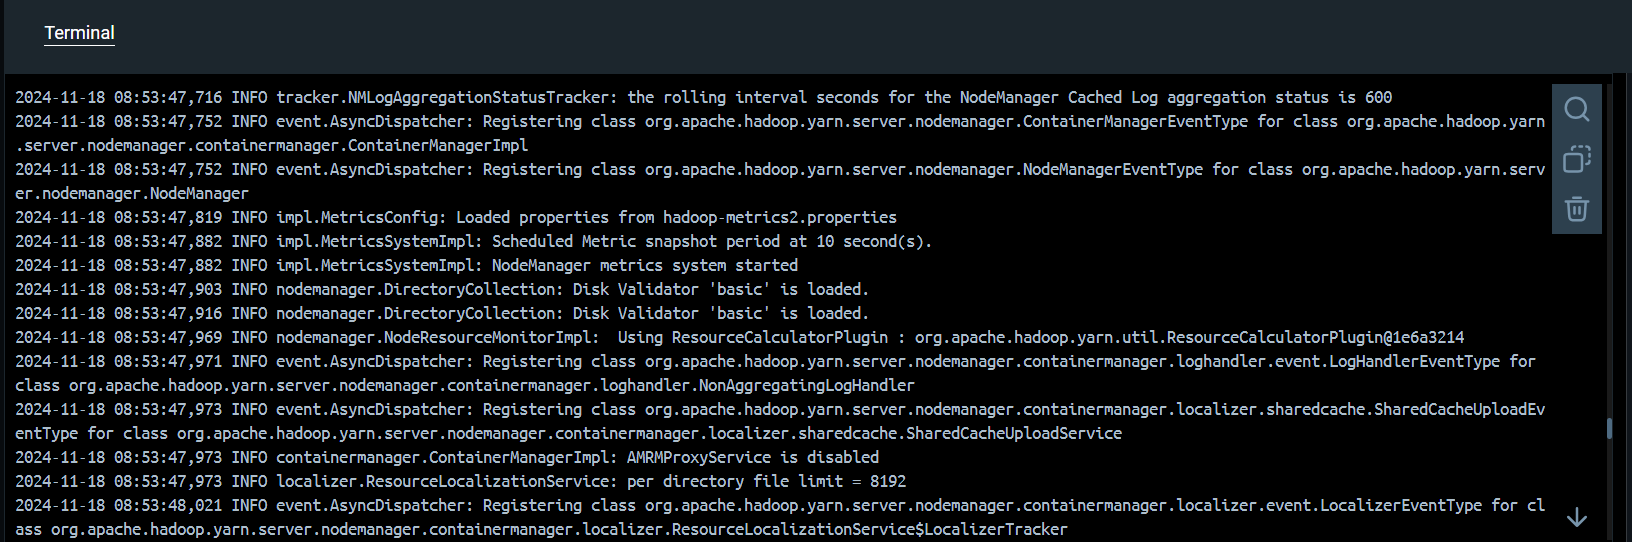 Terminal
2024-11-18 08:53:47,716 INFO tracker.NMLogAggregationStatusTracker: the rolling interval seconds for the NodeManager Cached Log aggregation status is 600
2024-11-18 08:53:47,752 INFO event.AsyncDispatcher: Registering class org.apache.hadoop.yarn.server.nodemanager.ContainerManagerEventType for class org.apache.hadoop.yarn
.server.nodemanager.containermanager.ContainerManagerImpl
2024-11-18 08:53:47,752 INFO event.AsyncDispatcher: Registering class org.apache.hadoop.yarn.server.nodemanager.NodeManagerEventType for class org.apache.hadoop.yarn.serv
er.nodemanager.NodeManager
2024-11-18 08:53:47,819 INFO impl.MetricsConfig: Loaded properties from hadoop-metrics2.properties
2024-11-18 08:53:47,882 INFO impl.MetricsSystemImpl: Scheduled Metric snapshot period at 10 second(s).
2024-11-18 08:53:47,882 INFO impl.MetricsSystemImpl: NodeManager metrics system started
2024-11-18 08:53:47,903 INFO nodemanager.DirectoryCollection: Disk Validator 'basic' is loaded.
2024-11-18 08:53:47,916 INFO nodemanager.DirectoryCollection: Disk Validator 'basic' is loaded.
2024-11-18 08:53:47,969 INFO nodemanager.NodeResourceMonitorImpl:  Using ResourceCalculatorPlugin : org.apache.hadoop.yarn.util.ResourceCalculatorPlugin@1e6a3214
2024-11-18 08:53:47,971 INFO event.AsyncDispatcher: Registering class org.apache.hadoop.yarn.server.nodemanager.containermanager.loghandler.event.LogHandlerEventType for
class org.apache.hadoop.yarn.server.nodemanager.containermanager.loghandler.NonAggregatingLogHandler
2024-11-18 08:53:47,973 INFO event.AsyncDispatcher: Registering class org.apache.hadoop.yarn.server.nodemanager.containermanager.localizer.sharedcache.SharedCacheUploadEv
entType for class org.apache.hadoop.yarn.server.nodemanager.containermanager.localizer.sharedcache.SharedCacheUploadService
2024-11-18 08:53:47,973 INFO containermanager.ContainerManagerImpl: AMRMProxyService is disabled
2024-11-18 08:53:47,973 INFO localizer.ResourceLocalizationService: per directory file limit = 8192
2024-11-18 08:53:48,021 INFO event.AsyncDispatcher: Registering class org.apache.hadoop.yarn.server.nodemanager.containermanager.localizer.event.LocalizerEventType for cl
ass org.apache.hadoop.yarn.server.nodemanager.containermanager.localizer.ResourceLocalizationService$LocalizerTracker